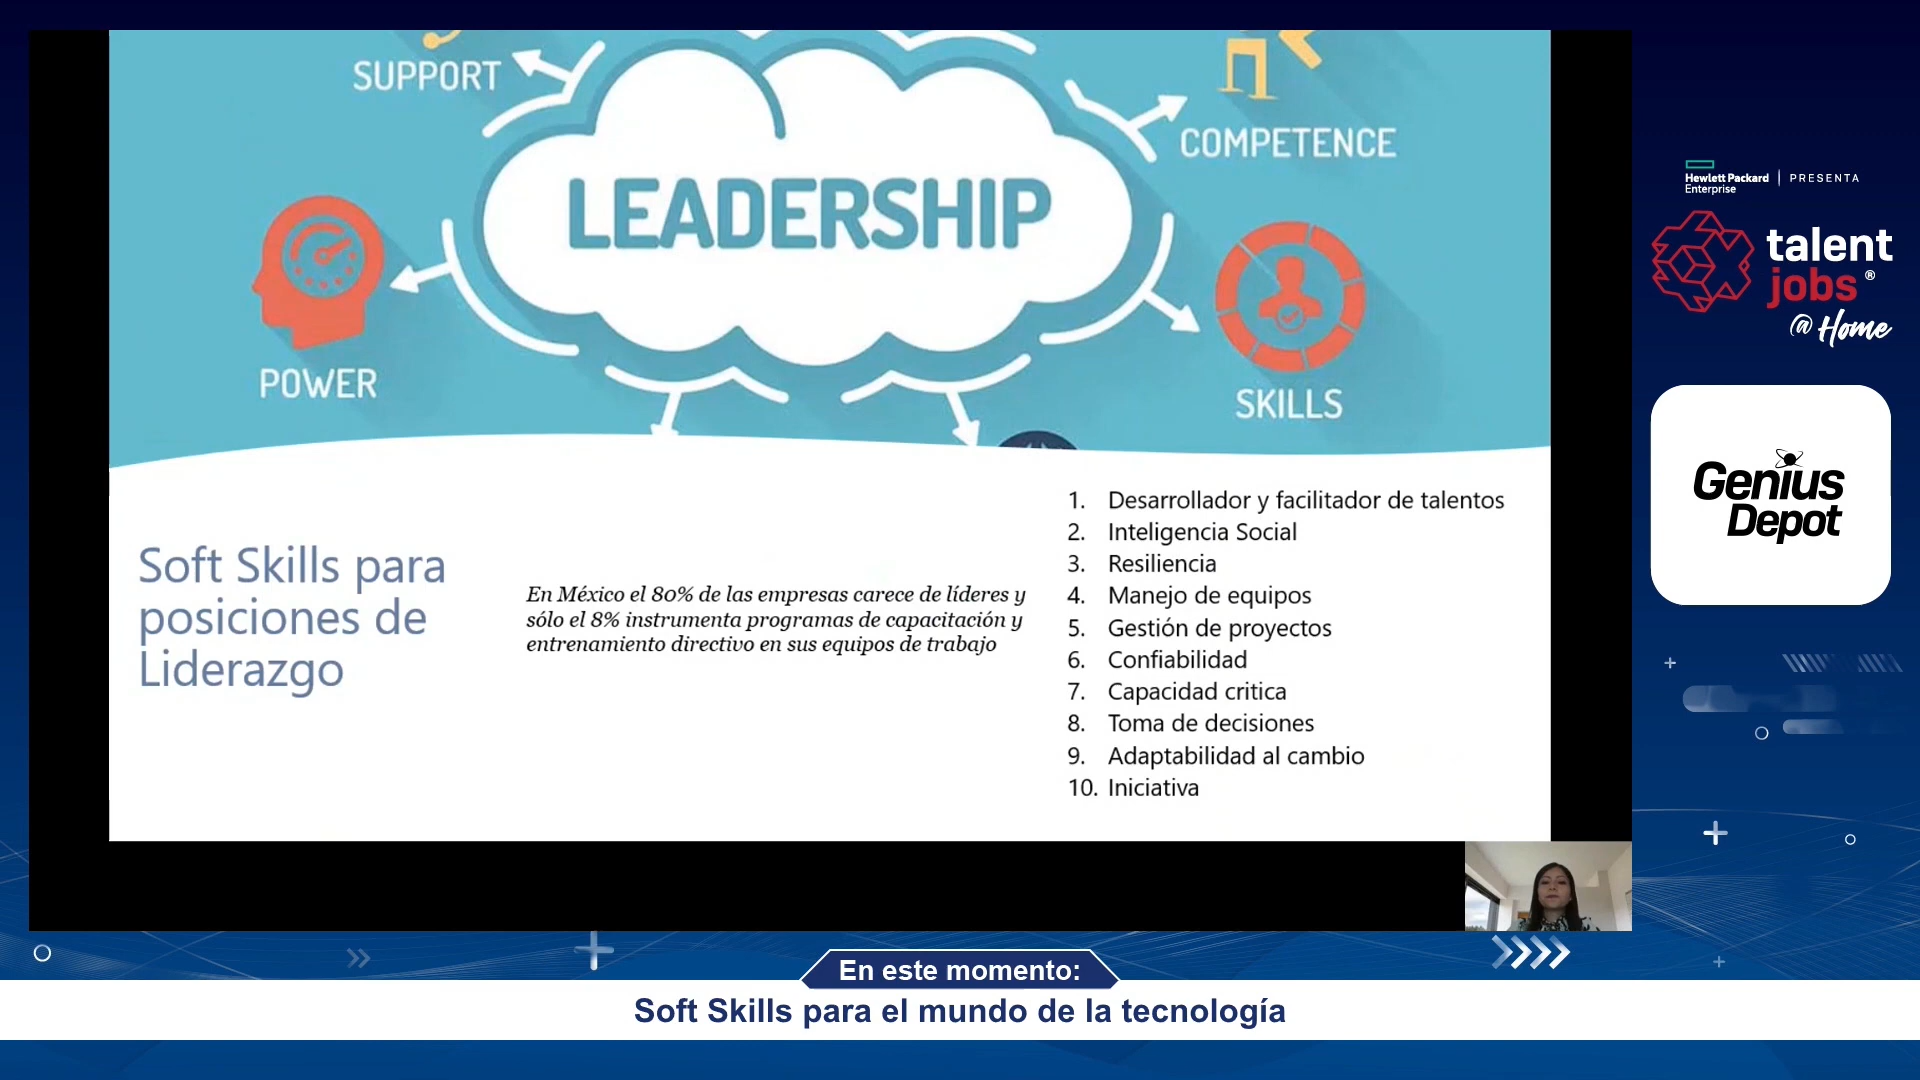 SUPPORT
COMPETENCE
LEADERSHIP
POWER
SKILLS
Soft Skills para
posiciones de
Liderazgo
En México el 80% de las empresas carece de líderes y
sólo el 8% instrumenta programas de capacitación y
entrenamiento directivo en sus equipos de trabajo
1. Desarrollador y facilitador de talentos
2. Inteligencia Social
3. Resiliencia
4. Manejo de equipos
5. Gestión de proyectos
6. Confiabilidad
7. Capacidad critica
8. Toma de decisiones
9. Adaptabilidad al cambio
10. Iniciativa
Hewlett Packard
Enterprise
PRESENTA
talent
jobs®
@ Home
Genius
Depot
En este momento:
Soft Skills para el mundo de la tecnología